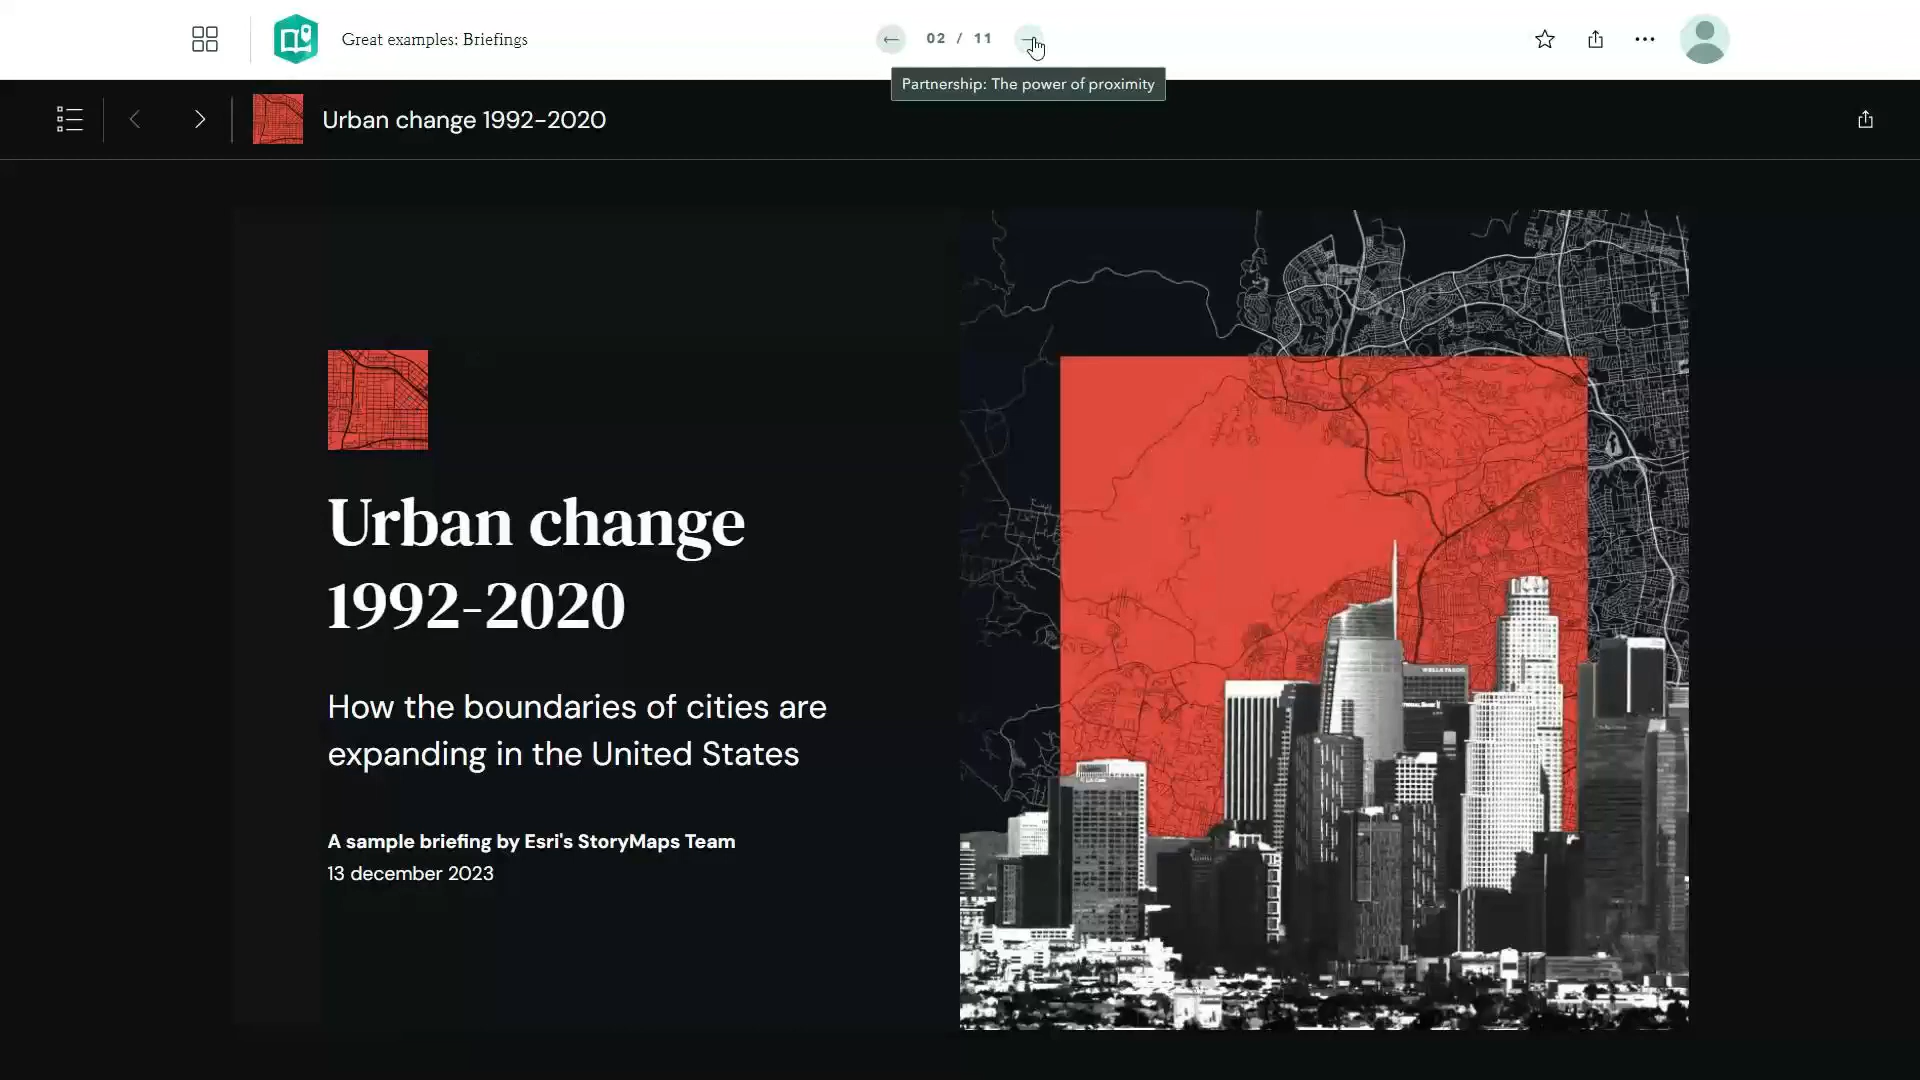 Great examples: Briefings
02 / 11
Partnership: The power of proximity
Urban change 1992-2020
Urban change
1992-2020
How the boundaries of cities are
expanding in the United States
A sample briefing by Esri's StoryMaps Team
13 december 2023
WELLS FARGO